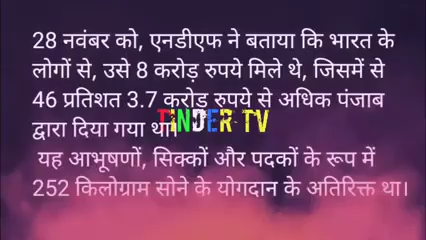 28 नवंबर को, एनडीएफ ने बताया कि भारत के
लोगों से, उसे 8 करोड़ रुपये मिले थे, जिसमें से
46 प्रतिशत 3.7 करोड़ रुपये से अधिक पंजाब
द्वारा दिया गया था।
TINDER TV
यह आभूषणों, सिक्कों और पदकों के रूप में
252 किलोग्राम सोने के योगदान के अतिरिक्त था।